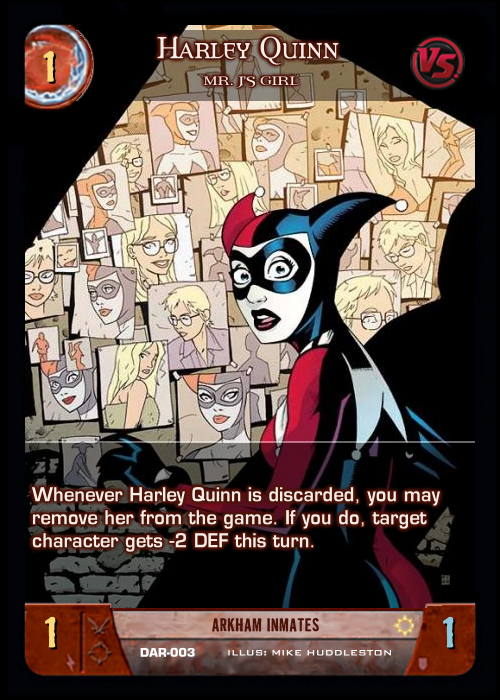 1
Harley Quinn
VS
MR. J'S GIRL
Whenever Harley Quinn is discarded, you may
remove her from the game. If you do, target
character gets -2 DEF this turn.
1
ARKHAM INMATES
1
DAR-003 ILLUS: MIKE HUDDLESTON